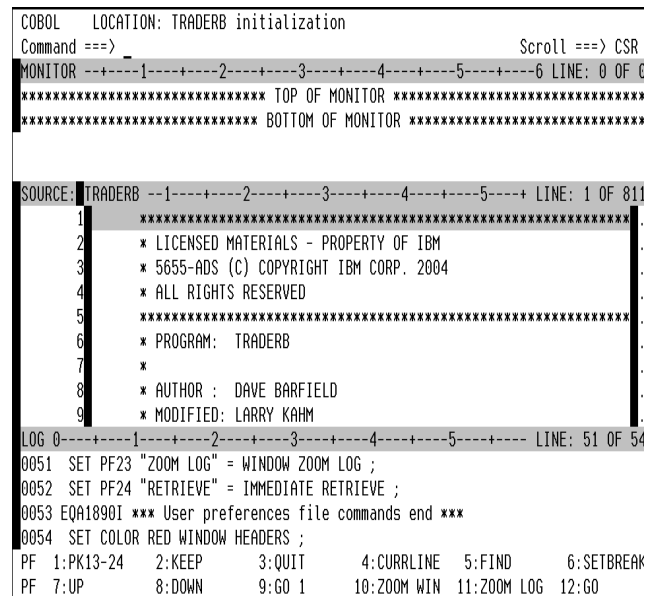 COBOL    LOCATION: TRADERB initialization
Command ===> _                                                Scroll ===> CSR
MONITOR --+----1----+----2----+----3----+----4----+----5----+----6 LINE: 0 OF 0
****************************** TOP OF MONITOR ********************************
***************************** BOTTOM OF MONITOR ******************************
SOURCE: TRADERB --1----+----2----+----3----+----4----+----5----+ LINE: 1 OF 811
1      **************************************************************      .
2      * LICENSED MATERIALS - PROPERTY OF IBM      .
3      * 5655-ADS (C) COPYRIGHT IBM CORP. 2004      .
4      * ALL RIGHTS RESERVED      .
5      **************************************************************      .
6      * PROGRAM:  TRADERB      .
7      *      .
8      * AUTHOR :  DAVE BARFIELD      .
9      * MODIFIED: LARRY KAHM      .
LOG 0----+----1----+----2----+----3----+----4----+----5----+---- LINE: 51 OF 54
0051  SET PF23 "ZOOM LOG" = WINDOW ZOOM LOG ;
0052  SET PF24 "RETRIEVE" = IMMEDIATE RETRIEVE ;
0053 EQA1890I *** User preferences file commands end ***
0054  SET COLOR RED WINDOW HEADERS ;
PF  1:PK13-24    2:KEEP       3:QUIT       4:CURRLINE   5:FIND       6:SETBREAK
PF  7:UP         8:DOWN       9:GO 1      10:ZOOM WIN  11:ZOOM LOG  12:GO